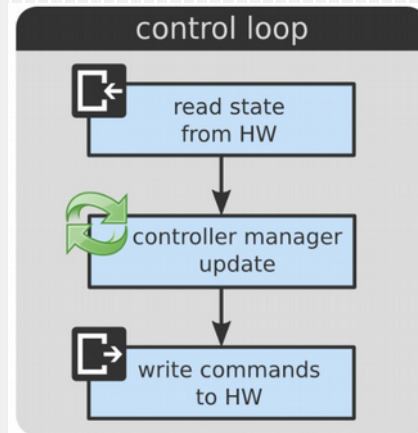 control loop
read state
from HW
controller manager
update
write commands
to HW